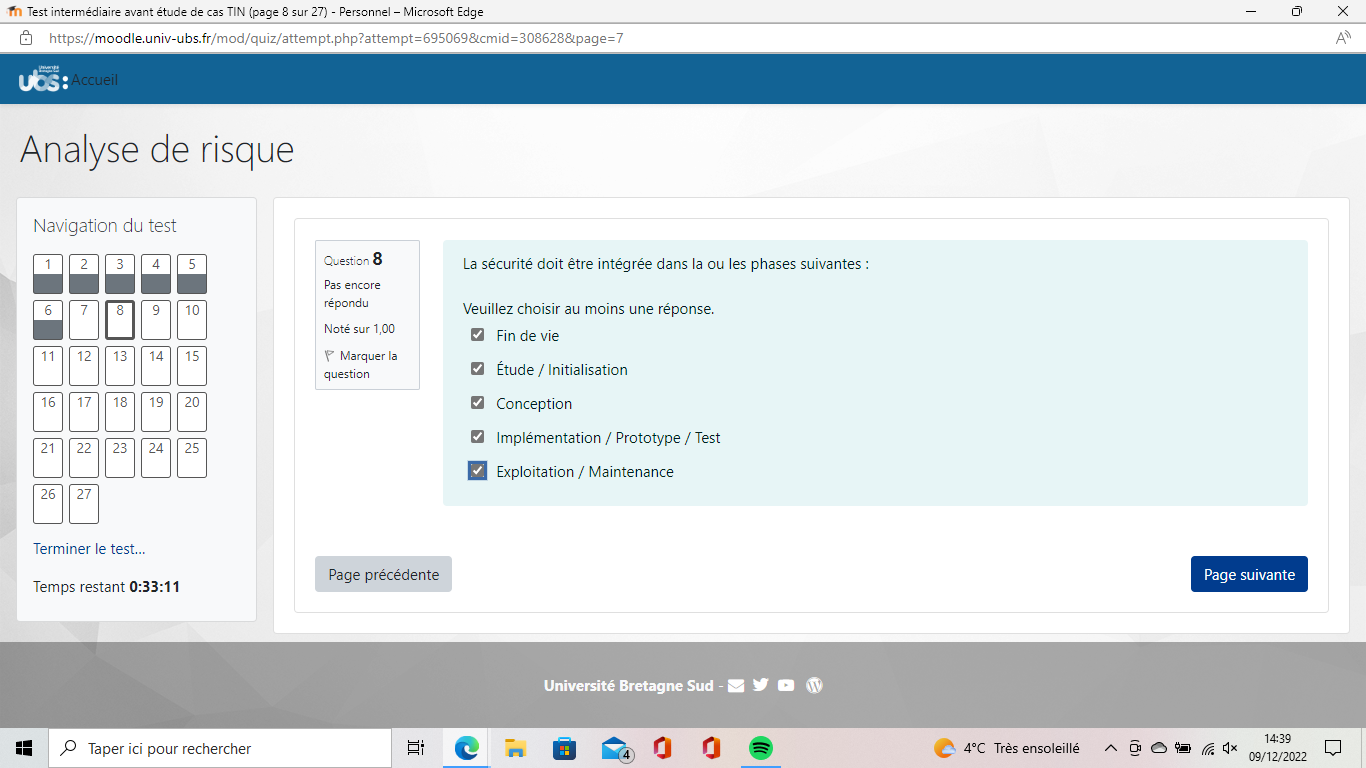 Test intermédiaire avant étude de cas TIN (page 8 sur 27) - Personnel – Microsoft Edge
https://moodle.univ-ubs.fr/mod/quiz/attempt.php?attempt=695069&cmid=308628&page=7
ubs: Accueil
Analyse de risque
Navigation du test
1 2 3 4 5
6 7 8 9 10
11 12 13 14 15
16 17 18 19 20
21 22 23 24 25
26 27
Terminer le test...
Temps restant 0:33:11
Question 8
Pas encore
répondu
Noté sur 1,00
Marquer la
question
La sécurité doit être intégrée dans la ou les phases suivantes :
Veuillez choisir au moins une réponse.
Fin de vie
Étude / Initialisation
Conception
Implémentation / Prototype / Test
Exploitation / Maintenance
Page précédente
Page suivante
Université Bretagne Sud -
Taper ici pour rechercher
4
4°C Très ensoleillé
14:39
09/12/2022